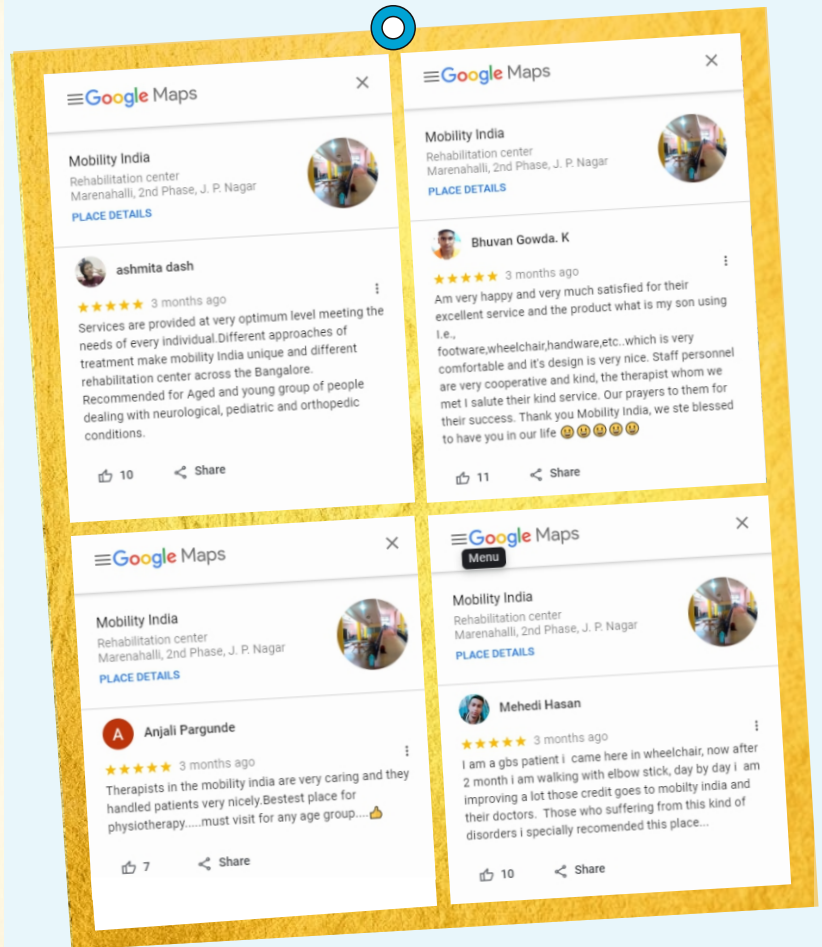 Google Maps
Mobility India
Rehabilitation center
Marenahalli, 2nd Phase, J. P. Nagar
PLACE DETAILS
ashmita dash
3 months ago
Services are provided at very optimum level meeting the
needs of every individual.Different approaches of
treatment make mobility India unique and different
rehabilitation center across the Bangalore.
Recommended for Aged and young group of people
dealing with neurological, pediatric and orthopedic
conditions.
10 Share
Google Maps
Mobility India
Rehabilitation center
Marenahalli, 2nd Phase, J. P. Nagar
PLACE DETAILS
Bhuvan Gowda. K
3 months ago
Am very happy and very much satisfied for their
excellent service and the product what is my son using
I.e.,
footware,wheelchair,handware,etc..which is very
comfortable and it's design is very nice. Staff personnel
are very cooperative and kind, the therapist whom we
met I salute their kind service. Our prayers to them for
their success. Thank you Mobility India, we ste blessed
to have you in our life
11 Share
Google Maps
Mobility India
Rehabilitation center
Marenahalli, 2nd Phase, J. P. Nagar
PLACE DETAILS
A Anjali Pargunde
3 months ago
Therapists in the mobility india are very caring and they
handled patients very nicely.Bestest place for
physiotherapy.....must visit for any age group....👍
7 Share
Google Maps
Menu
Mobility India
Rehabilitation center
Marenahalli, 2nd Phase, J. P. Nagar
PLACE DETAILS
Mehedi Hasan
3 months ago
I am a gbs patient i came here in wheelchair, now after
2 month i am walking with elbow stick, day by day i am
improving a lot those credit goes to mobilty india and
their doctors. Those who suffering from this kind of
disorders i specially recomended this place...
10 Share